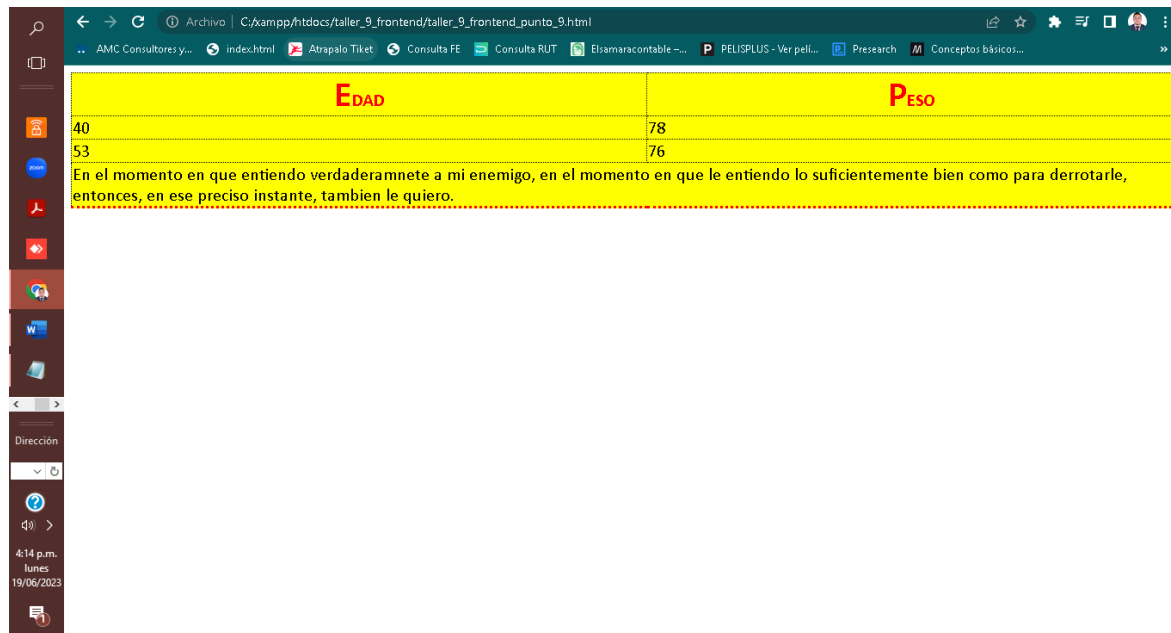 Archivo | C:/xampp/htdocs/taller_9_frontend/taller_9_frontend_punto_9.html
AMC Consultores y... index.html Atrapalo Tiket Consulta FE Consulta RUT Elsamaracontable –... PELISPLUS - Ver pelí... Presearch Conceptos básicos... »
EDAD PESO
40 78
53 76
En el momento en que entiendo verdaderamnete a mi enemigo, en el momento en que le entiendo lo suficientemente bien como para derrotarle,
entonces, en ese preciso instante, tambien le quiero.
zoom
W
Dirección
4:14 p.m.
lunes
19/06/2023
1